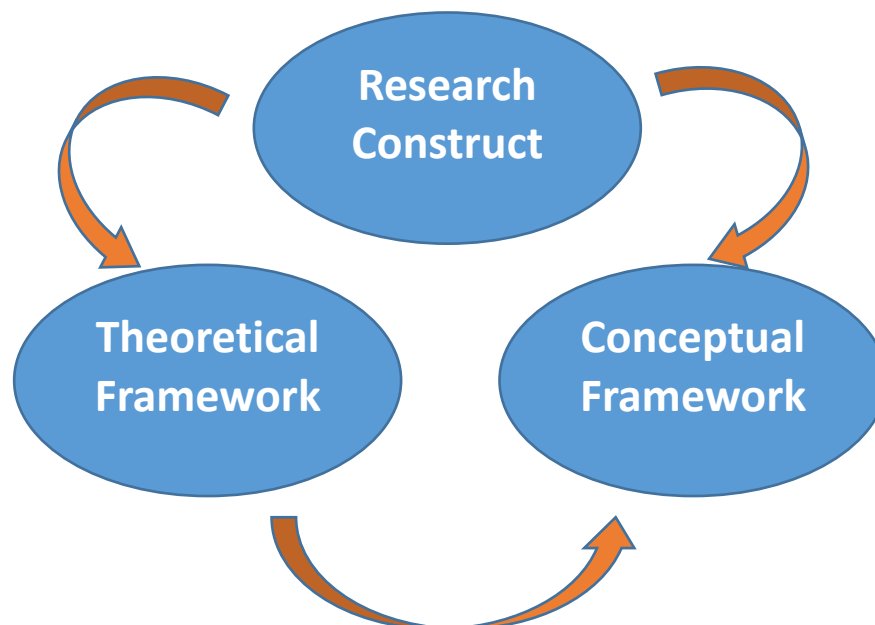 Research
Construct
Theoretical
Framework
Conceptual
Framework